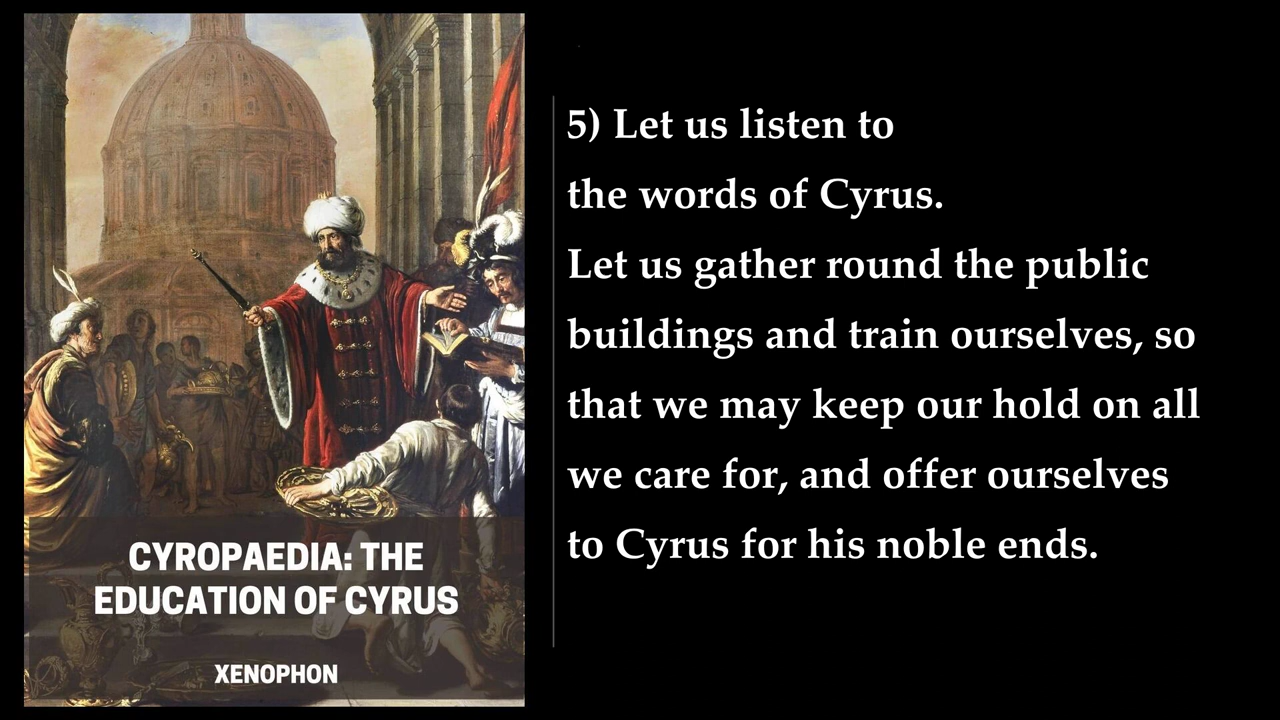 CYROPAEDIA: THE
EDUCATION OF CYRUS
XENOPHON
5) Let us listen to
the words of Cyrus.
Let us gather round the public
buildings and train ourselves, so
that we may keep our hold on all
we care for, and offer ourselves
to Cyrus for his noble ends.